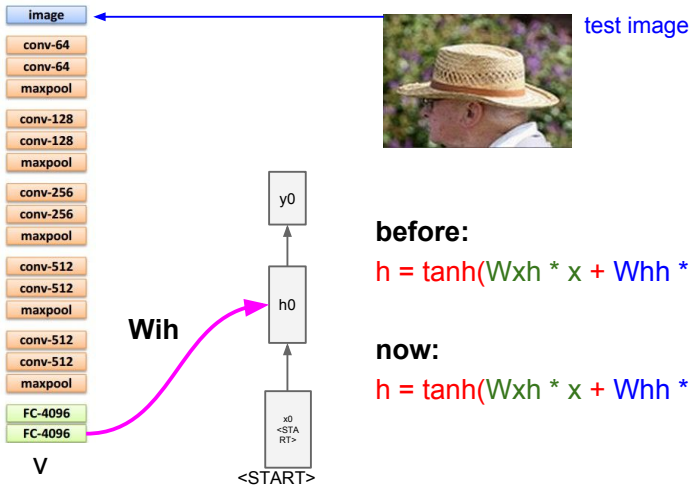 image
test image
conv-64
conv-64
maxpool
conv-128
conv-128
maxpool
conv-256
conv-256
maxpool
conv-512
conv-512
maxpool
conv-512
conv-512
maxpool
FC-4096
FC-4096
v
Wih
y0
h0
x0
<STA
RT>
<START>
before:
h = tanh(Wxh * x + Whh *
now:
h = tanh(Wxh * x + Whh *